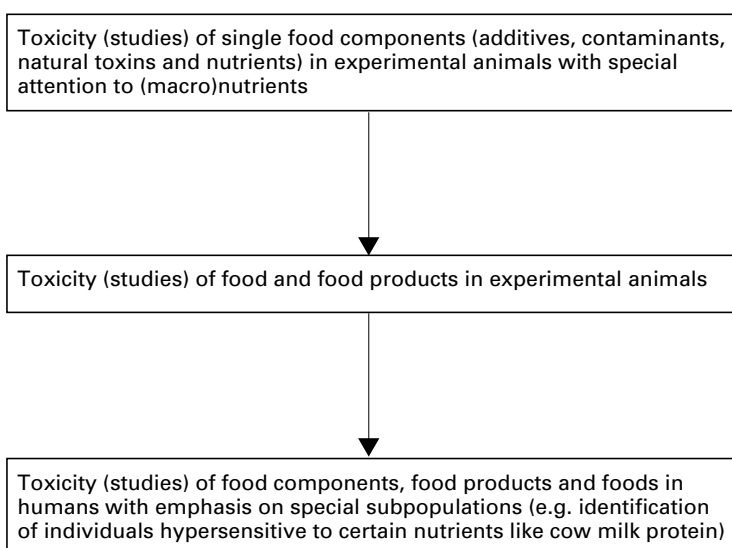 Toxicity (studies) of single food components (additives, contaminants,
natural toxins and nutrients) in experimental animals with special
attention to (macro)nutrients
Toxicity (studies) of food and food products in experimental animals
Toxicity (studies) of food components, food products and foods in
humans with emphasis on special subpopulations (e.g. identification
of individuals hypersensitive to certain nutrients like cow milk protein)